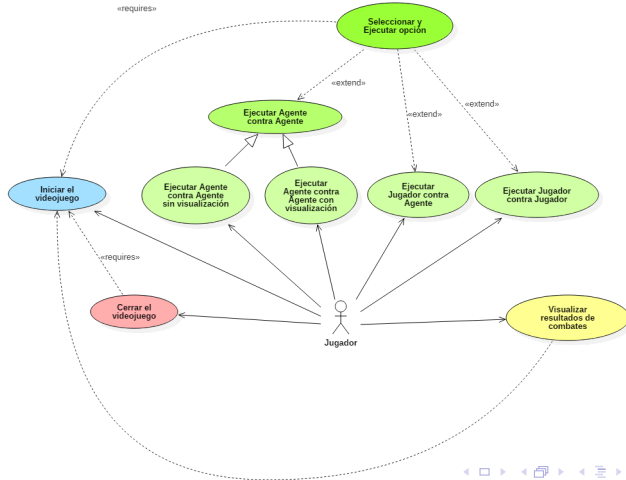 «requires»
Seleccionar y
Ejecutar opción
«extend»
«extend»
«extend»
Ejecutar Agente
contra Agente
Iniciar el
videojuego
Ejecutar Agente
contra Agente
sin visualización
Ejecutar
Agente contra
Agente con
visualización
Ejecutar
Jugador contra
Agente
Ejecutar Jugador
contra Jugador
«requires»
Cerrar el
videojuego
Jugador
Visualizar
resultados de
combates